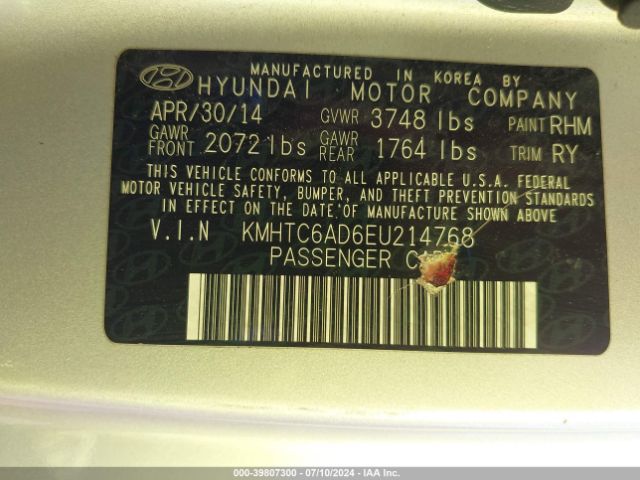 MANUFACTURED IN KOREA BY
HYUNDAI MOTOR COMPANY
APR/30/14 GVWR 3748 lbs PAINT RHM
GAWR FRONT 2072 lbs GAWR REAR 1764 lbs TRIM RY
THIS VEHICLE CONFORMS TO ALL APPLICABLE U.S.A. FEDERAL
MOTOR VEHICLE SAFETY, BUMPER, AND THEFT PREVENTION STANDARDS
IN EFFECT ON THE DATE OF MANUFACTURE SHOWN ABOVE
V.I.N KMHTC6AD6EU214768
PASSENGER
000-39807300 - 07/10/2024 - IAAI.COM